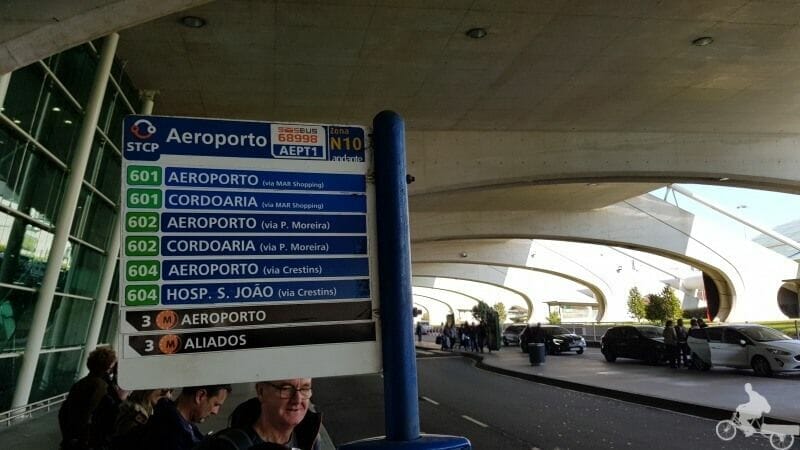 STCP Aeroporto SMSBUS 68998 AEPT1 Zona N10 andante
601 AEROPORTO (via MAR Shopping)
601 CORDOARIA (via MAR Shopping)
602 AEROPORTO (via P. Moreira)
602 CORDOARIA (via P. Moreira)
604 AEROPORTO (via Crestins)
604 HOSP. S. JOÃO (via Crestins)
3 M AEROPORTO
3 M ALIADOS